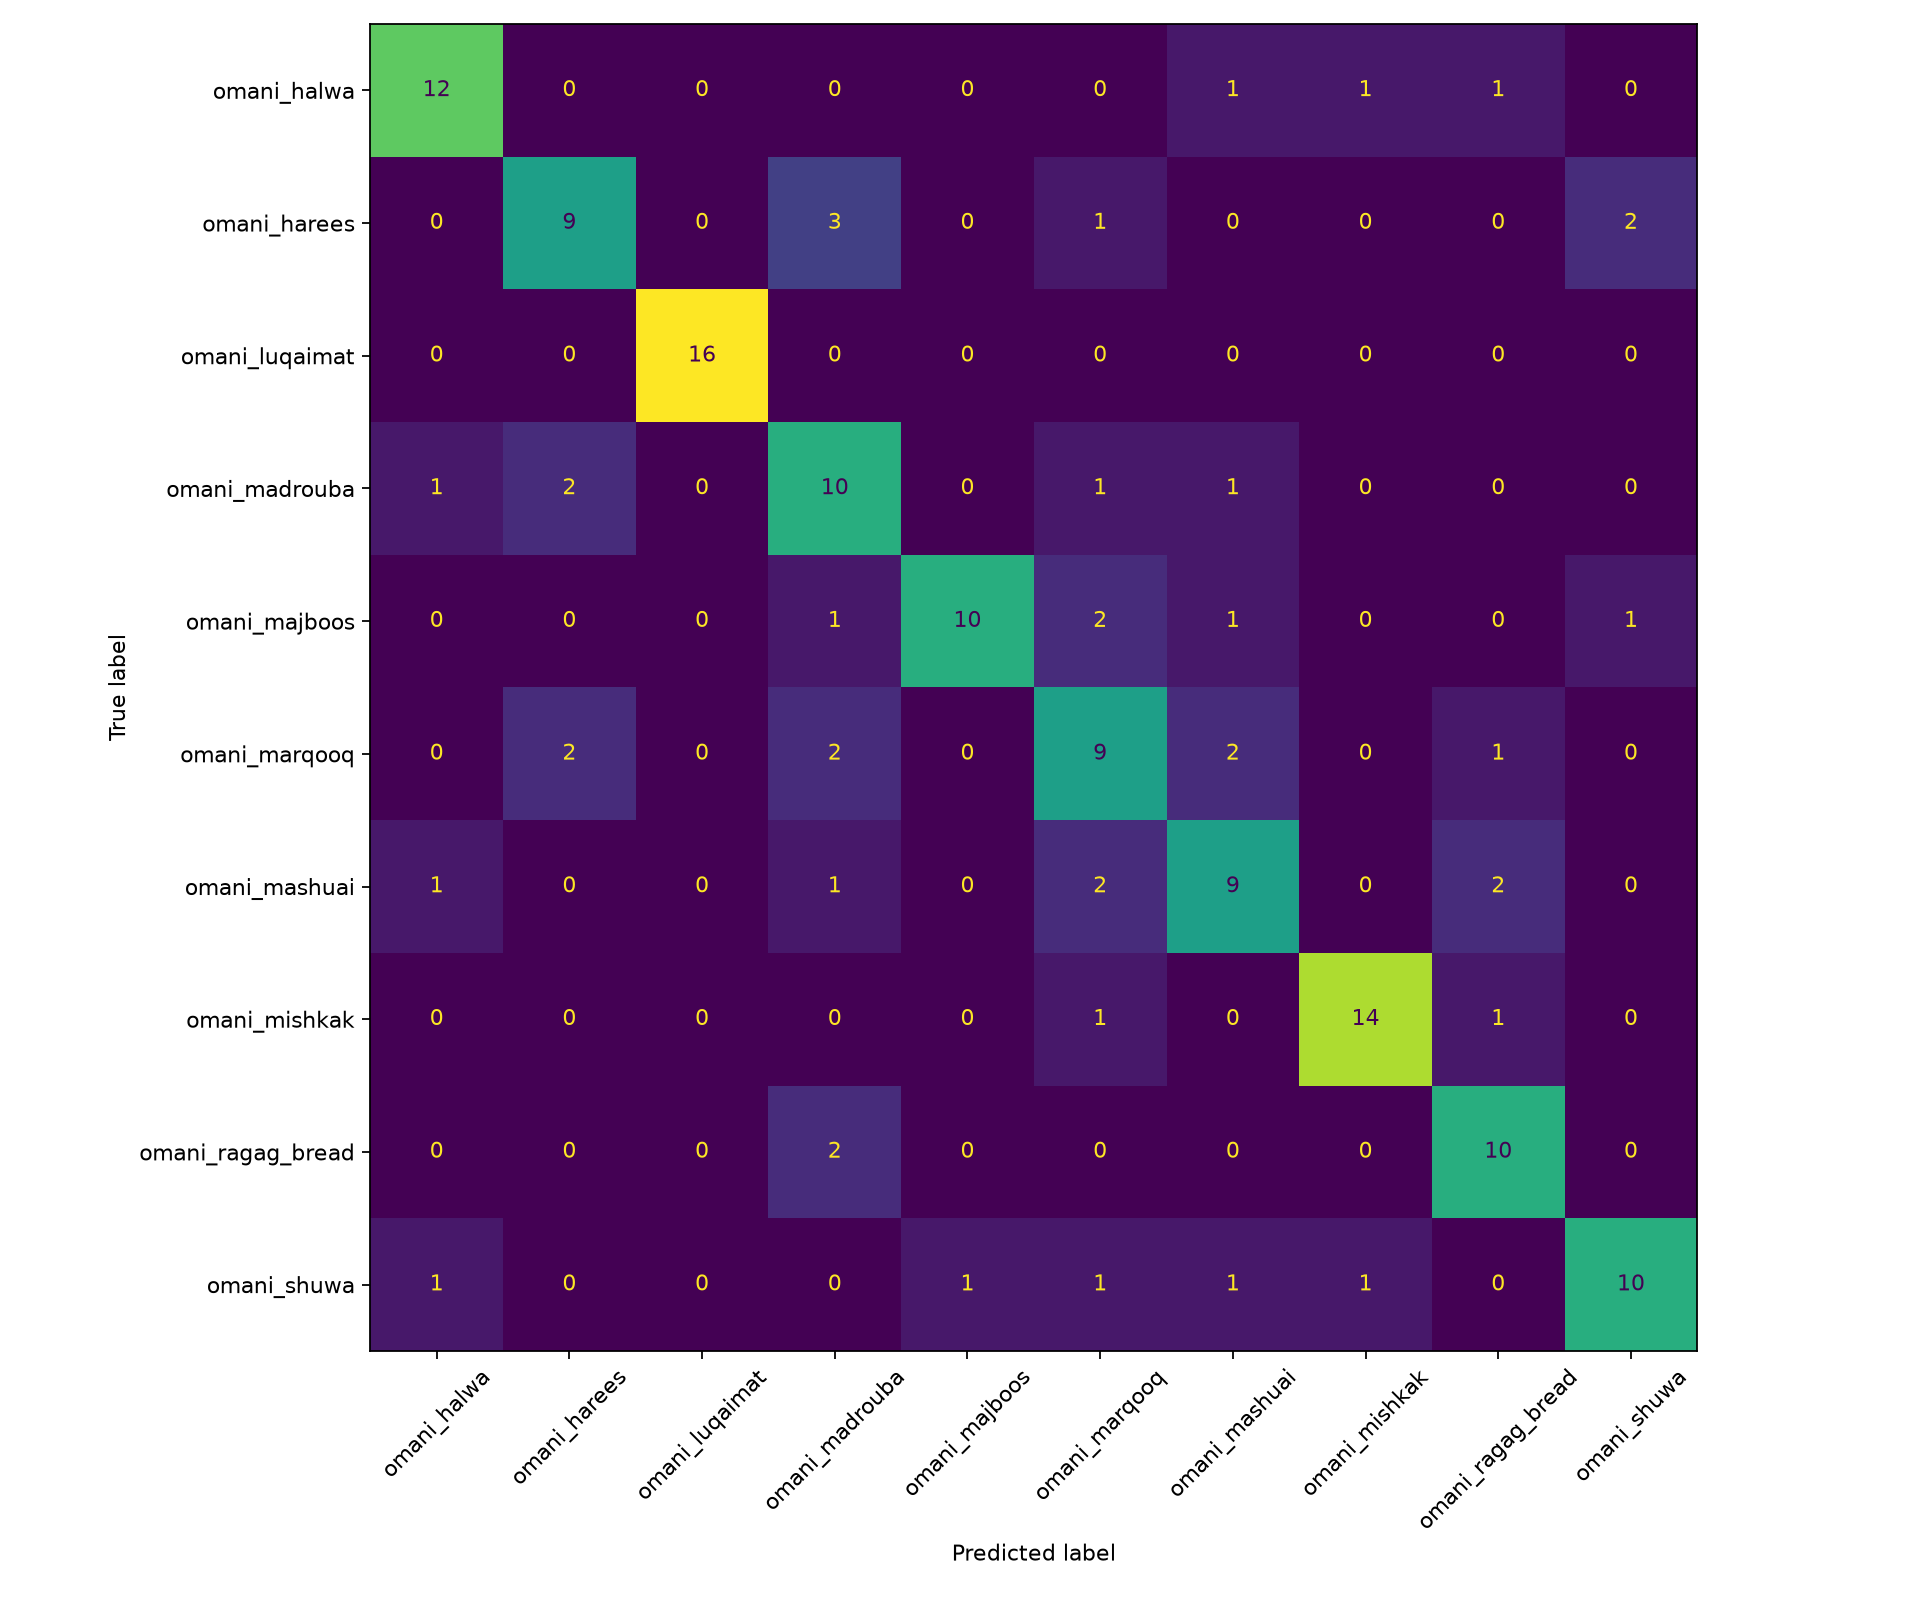 omani_halwa 12 0 0 0 0 0 1 1 1 0
omani_harees 0 9 0 3 0 1 0 0 0 2
omani_luqaimat 0 0 16 0 0 0 0 0 0 0
omani_madrouba 1 2 0 10 0 1 1 0 0 0
omani_majboos 0 0 0 1 10 2 1 0 0 1
omani_marqooq 0 2 0 2 0 9 2 0 1 0
omani_mashuai 1 0 0 1 0 2 9 0 2 0
omani_mishkak 0 0 0 0 0 1 0 14 1 0
omani_ragag_bread 0 0 0 2 0 0 0 0 10 0
omani_shuwa 1 0 0 0 1 1 1 1 0 10
True label
omani_halwa omani_harees omani_luqaimat omani_madrouba omani_majboos omani_marqooq omani_mashuai omani_mishkak omani_ragag_bread omani_shuwa
Predicted label